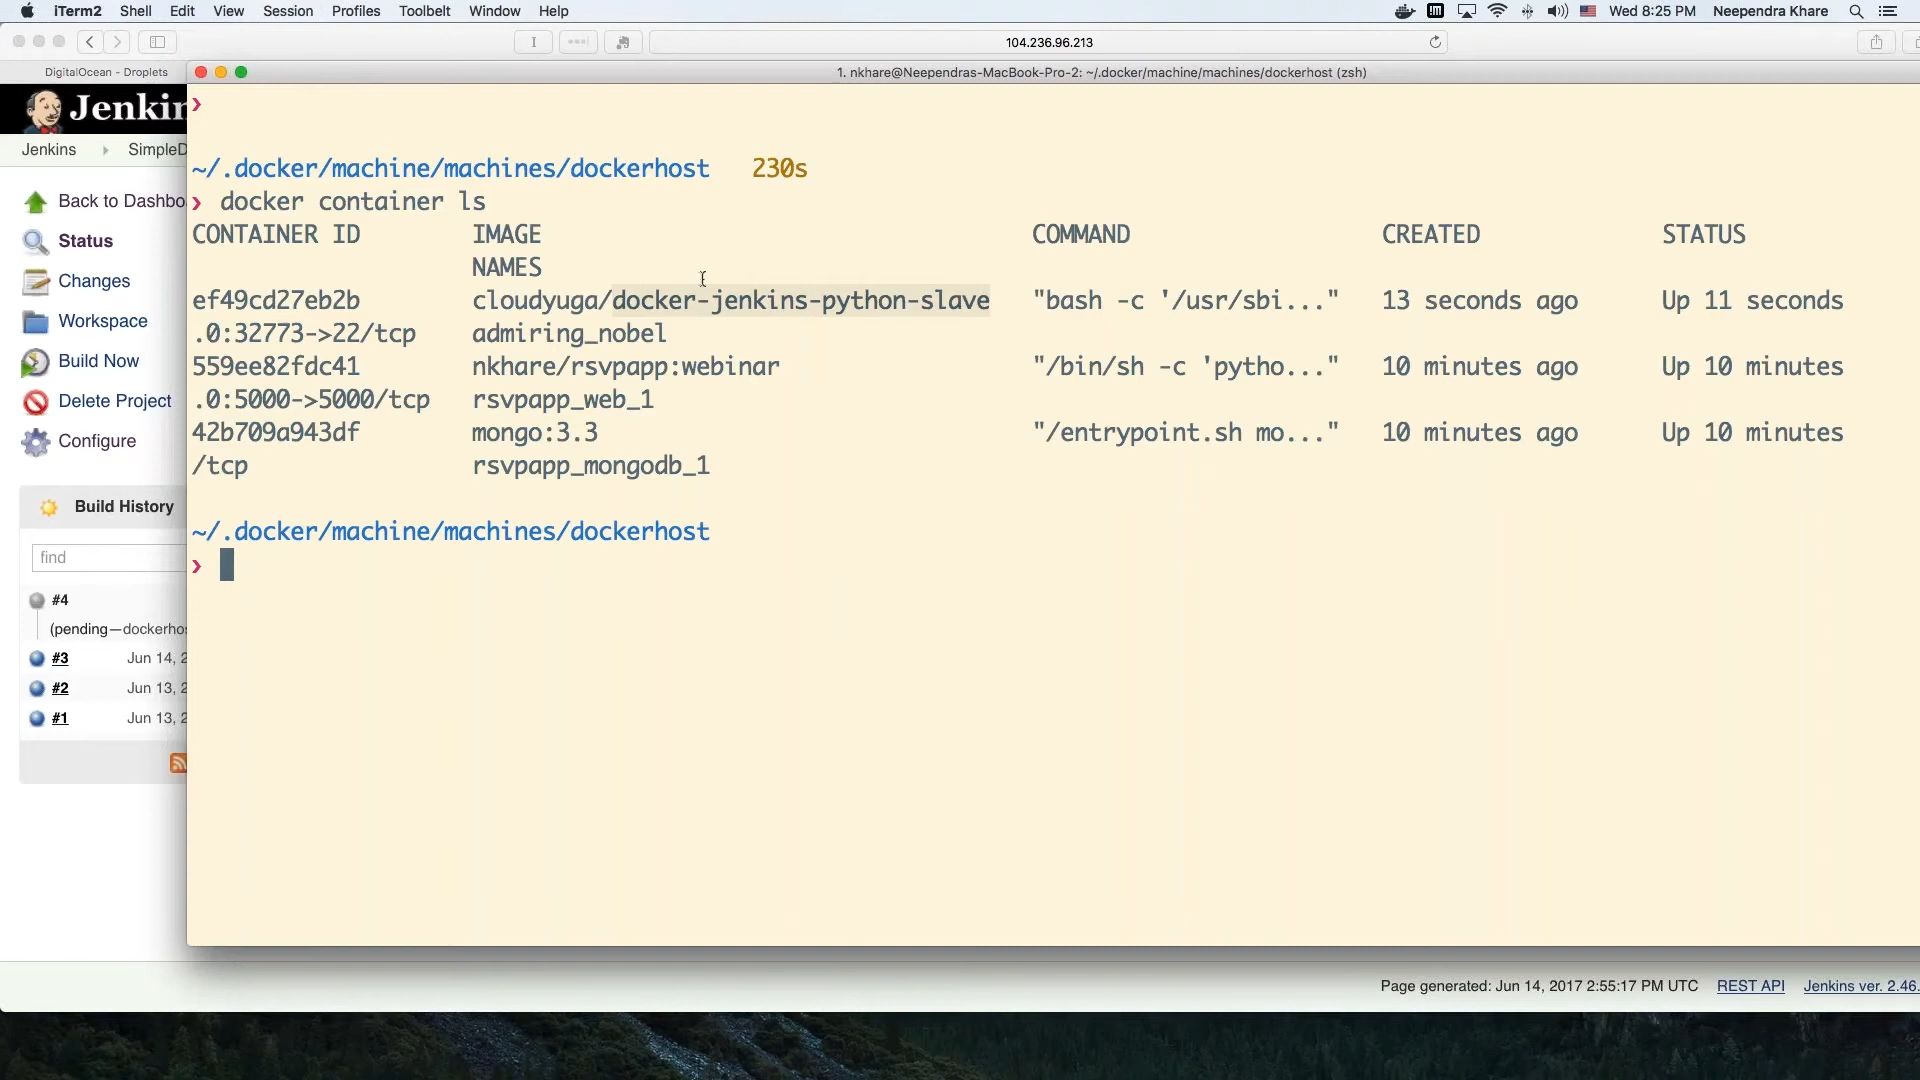 iTerm2 Shell Edit View Session Profiles Toolbelt Window Help Wed 8:25 PM Neependra Khare
104.236.96.213
DigitalOcean - Droplets
1. nkhare@Neependras-MacBook-Pro-2: ~/.docker/machine/machines/dockerhost (zsh)
Jenkin
Jenkins SimpleD
Back to Dashbo
Status
Changes
Workspace
Build Now
Delete Project
Configure
Build History
find
#4
(pending—dockerhos
#3 Jun 14, 2
#2 Jun 13, 2
#1 Jun 13, 2
❯
~/.docker/machine/machines/dockerhost 230s
❯ docker container ls
CONTAINER ID IMAGE COMMAND CREATED STATUS
NAMES
ef49cd27eb2b cloudyuga/docker-jenkins-python-slave "bash -c '/usr/sbi..." 13 seconds ago Up 11 seconds
.0:32773->22/tcp admiring_nobel
559ee82fdc41 nkhare/rsvpapp:webinar "/bin/sh -c 'pytho..." 10 minutes ago Up 10 minutes
.0:5000->5000/tcp rsvpapp_web_1
42b709a943df mongo:3.3 "/entrypoint.sh mo..." 10 minutes ago Up 10 minutes
/tcp rsvpapp_mongodb_1
~/.docker/machine/machines/dockerhost
❯
Page generated: Jun 14, 2017 2:55:17 PM UTC REST API Jenkins ver. 2.46.